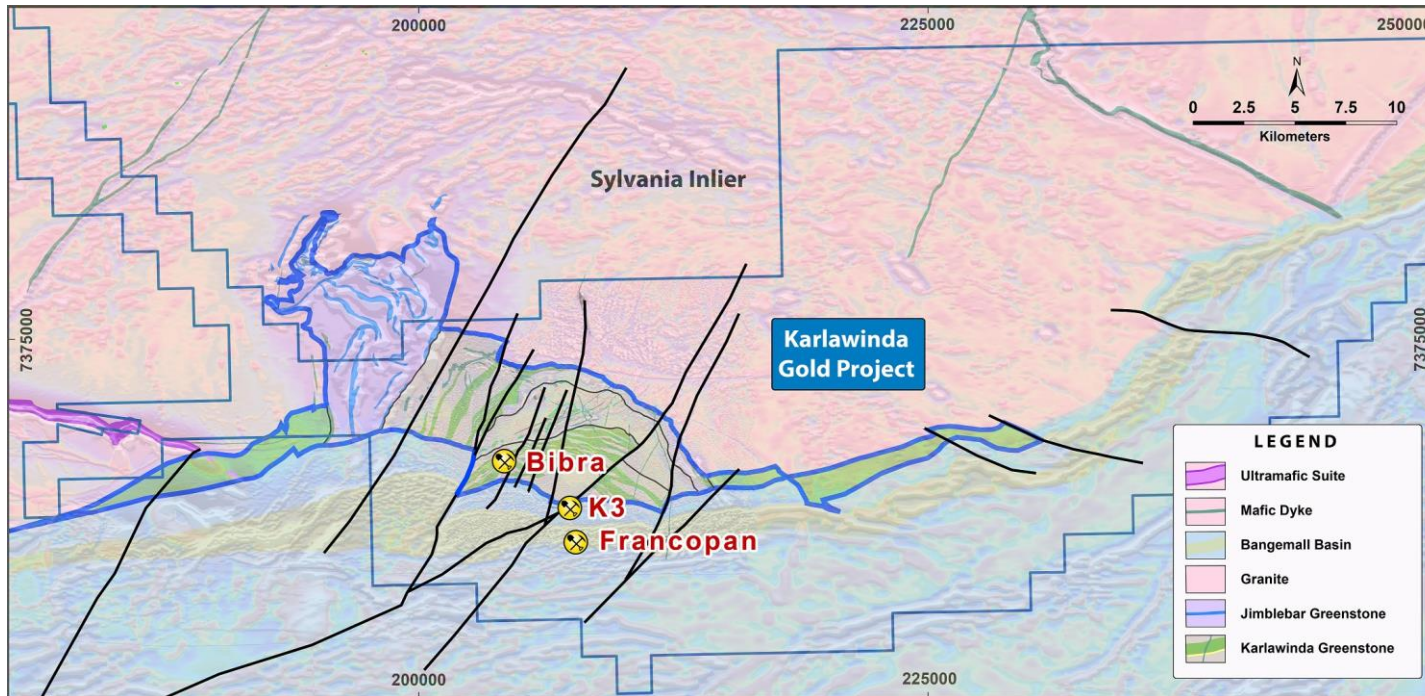 200000
225000
250000
N
0 2.5 5 7.5 10
Kilometers
Sylvania Inlier
7375000
7375000
Karlawinda
Gold Project
Bibra
K3
Francopan
LEGEND
Ultramafic Suite
Mafic Dyke
Bangemall Basin
Granite
Jimblebar Greenstone
Karlawinda Greenstone
200000
225000